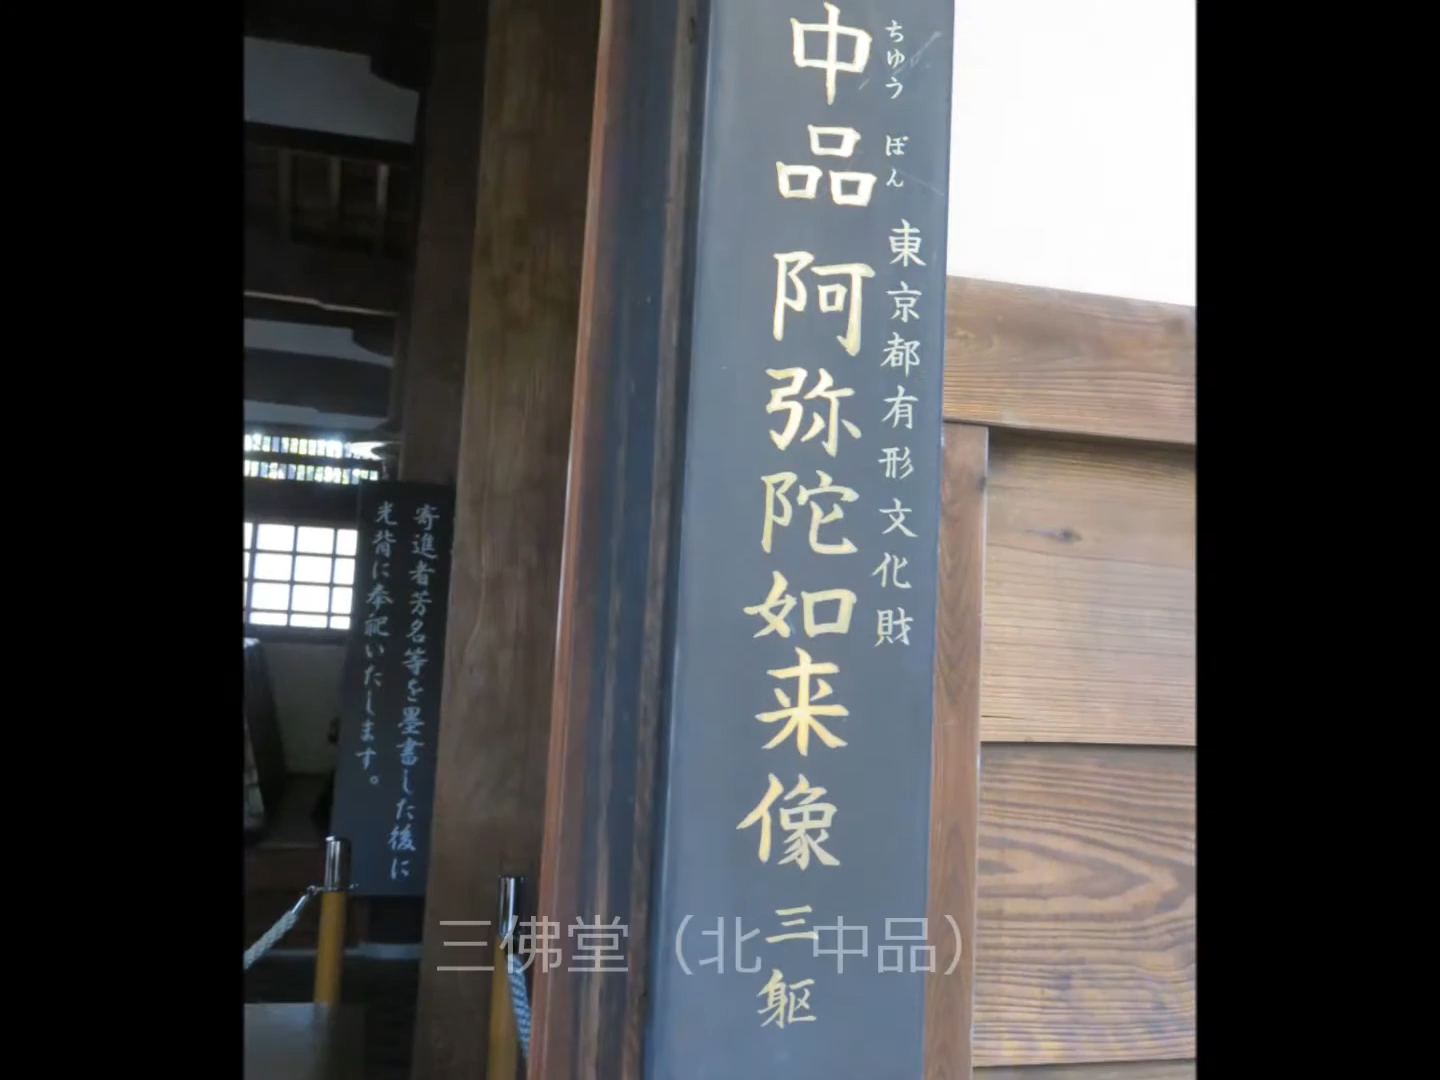 ちゆうぼん
東京都有形文化財
中品阿弥陀如来像三躯
寄進者芳名等を墨書した後に
光背に奉記いたします。
三佛堂（北 中品）